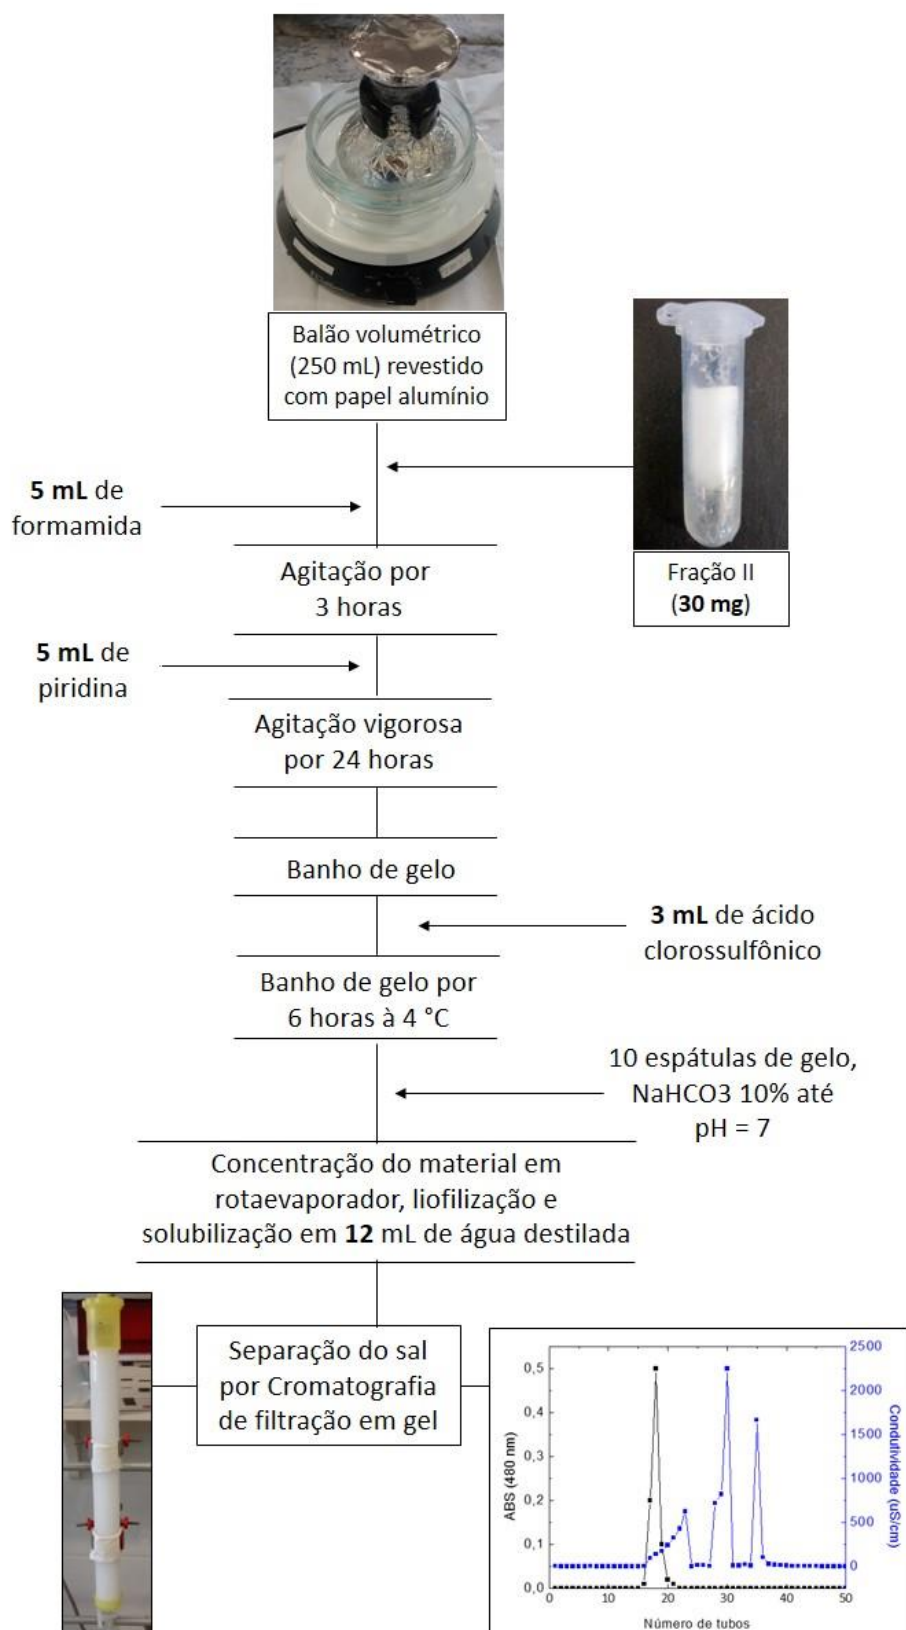 Balão volumétrico
(250 mL) revestido
com papel alumínio
5 mL de
formamida
Fração II
(30 mg)
Agitação por
3 horas
5 mL de
piridina
Agitação vigorosa
por 24 horas
Banho de gelo
3 mL de ácido
clorossulfônico
Banho de gelo por
6 horas à 4 °C
10 espátulas de gelo,
NaHCO3 10% até
pH = 7
Concentração do material em
rotaevaporador, liofilização e
solubilização em 12 mL de água destilada
Separação do sal
por Cromatografia
de filtração em gel
ABS (480 nm)
0,5
0,4
0,3
0,2
0,1
0,0
0
10
20
30
40
50
Número de tubos
2500
2250
2000
1750
1500
1250
1000
750
500
250
0
Condutividade (uS/cm)